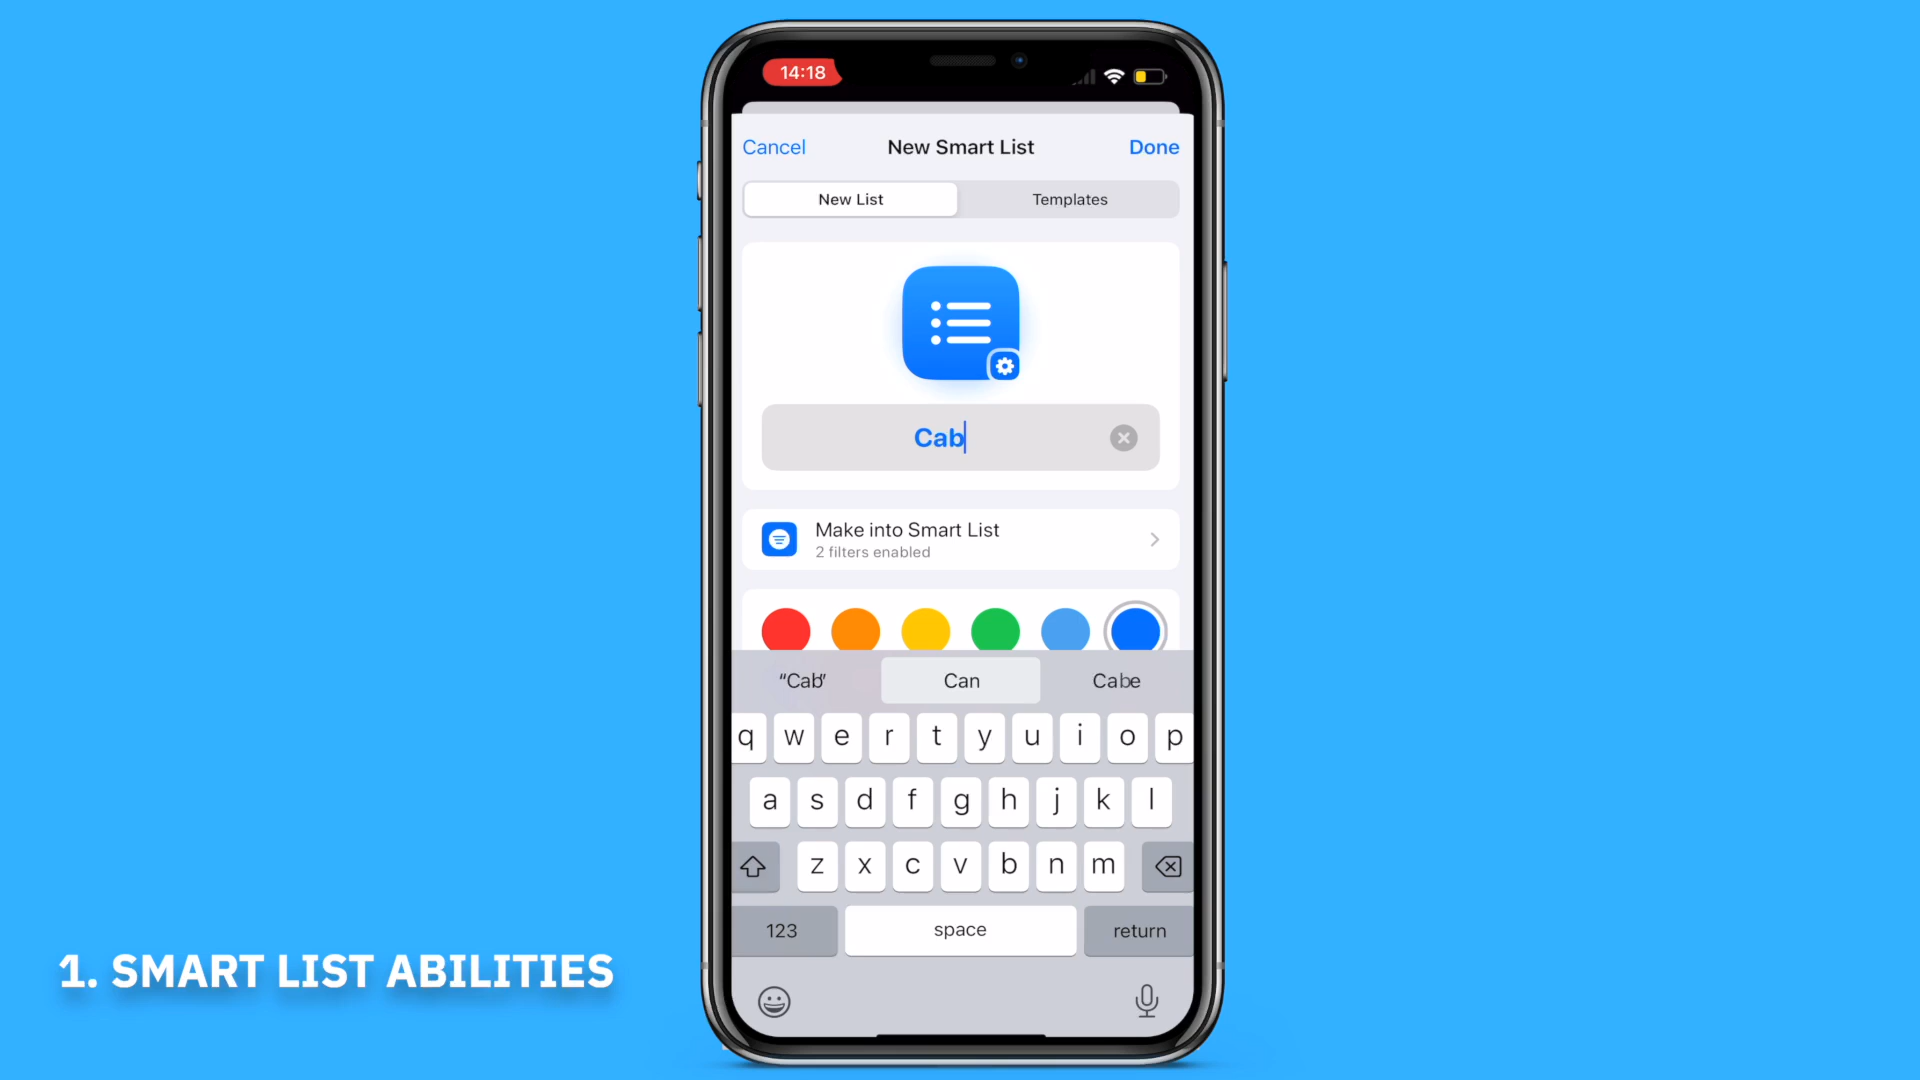 14:18
Cancel
New Smart List
Done
New List
Templates
Cab
Make into Smart List
2 filters enabled
“Cab” Can Cabe
q w e r t y u i o p
a s d f g h j k l
z x c v b n m
123 space return
1. SMART LIST ABILITIES